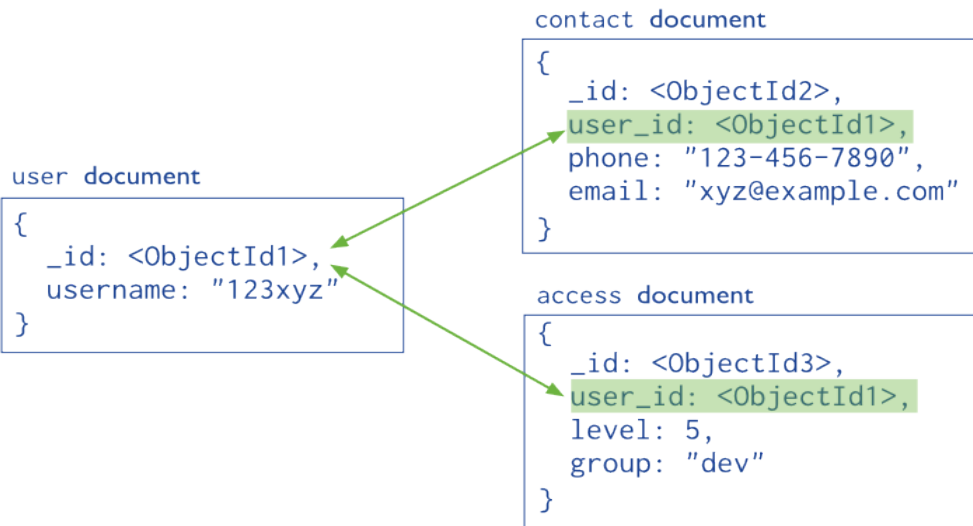 user document
{
_id: <ObjectId1>,
username: "123xyz"
}
contact document
{
_id: <ObjectId2>,
user_id: <ObjectId1>,
phone: "123-456-7890",
email: "xyz@example.com"
}
access document
{
_id: <ObjectId3>,
user_id: <ObjectId1>,
level: 5,
group: "dev"
}